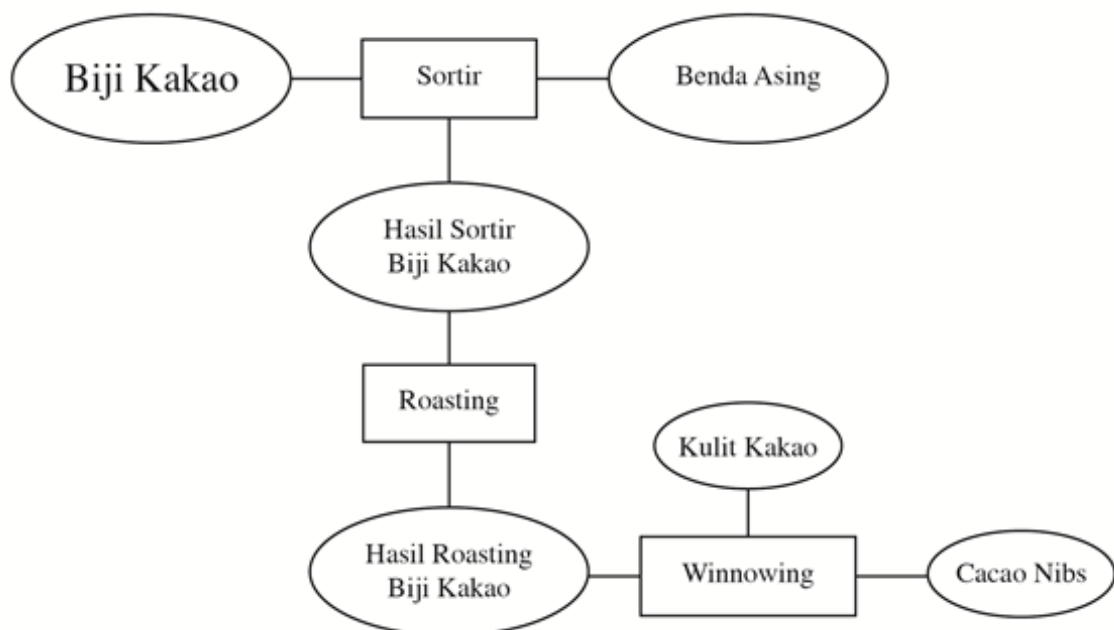 Biji Kakao
Sortir
Benda Asing
Hasil Sortir
Biji Kakao
Roasting
Kulit Kakao
Hasil Roasting
Biji Kakao
Winnowing
Cacao Nibs